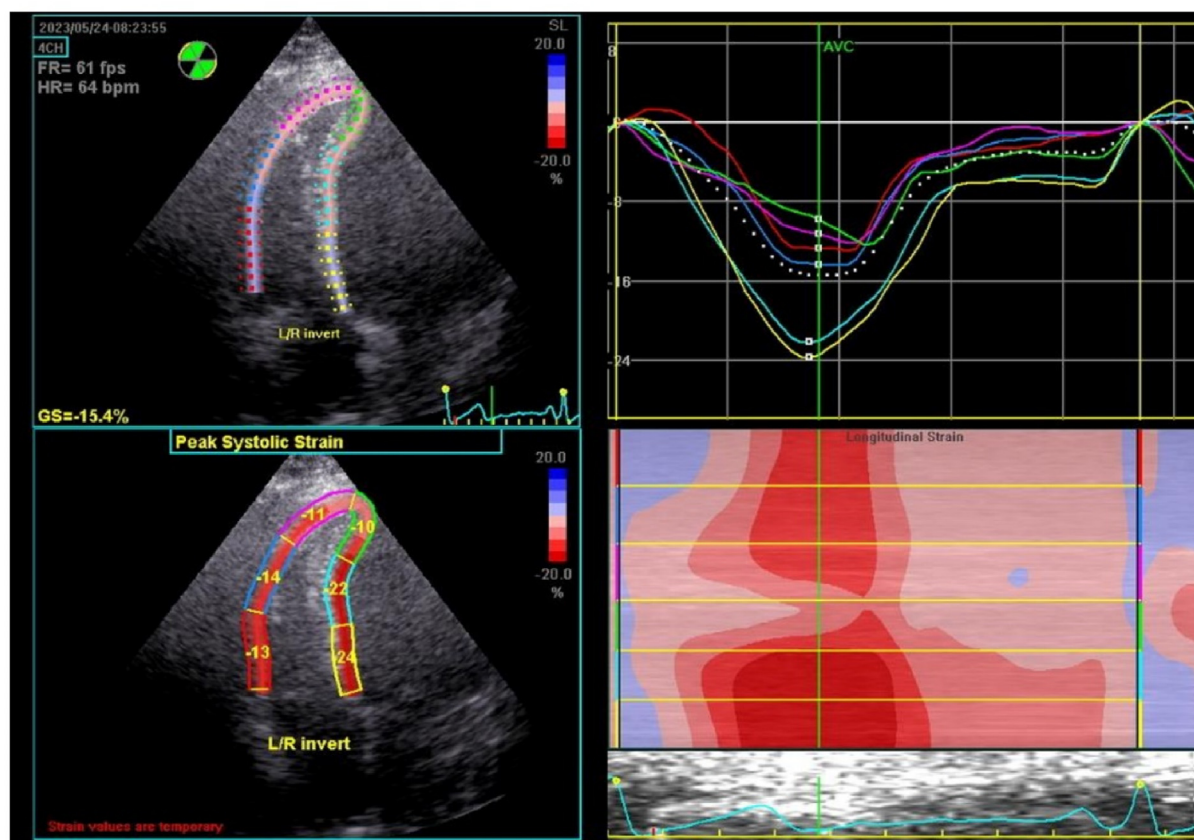 2023/05/24-08:23:55
4CH
FR= 61 fps
HR= 64 bpm
SL
20.0
-20.0
%
L/R invert
GS=-15.4%
8
AVC
-8
-16
-24
Peak Systolic Strain
20.0
-20.0
%
-11
-10
-14
-22
-13
-24
L/R invert
Strain values are temporary
Longitudinal Strain